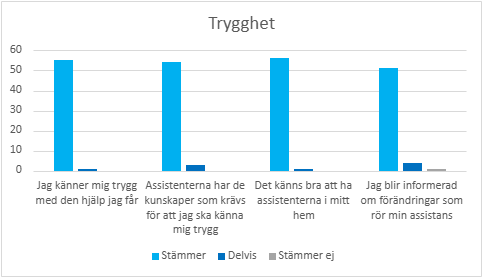 Trygghet
60
50
40
30
20
10
0
Jag känner mig trygg
med den hjälp jag får
Assistenterna har de
kunskaper som krävs
för att jag ska känna
mig trygg
Det känns bra att ha
assistenterna i mitt
hem
Jag blir informerad
om förändringar som
rör min assistans
Stämmer Delvis Stämmer ej